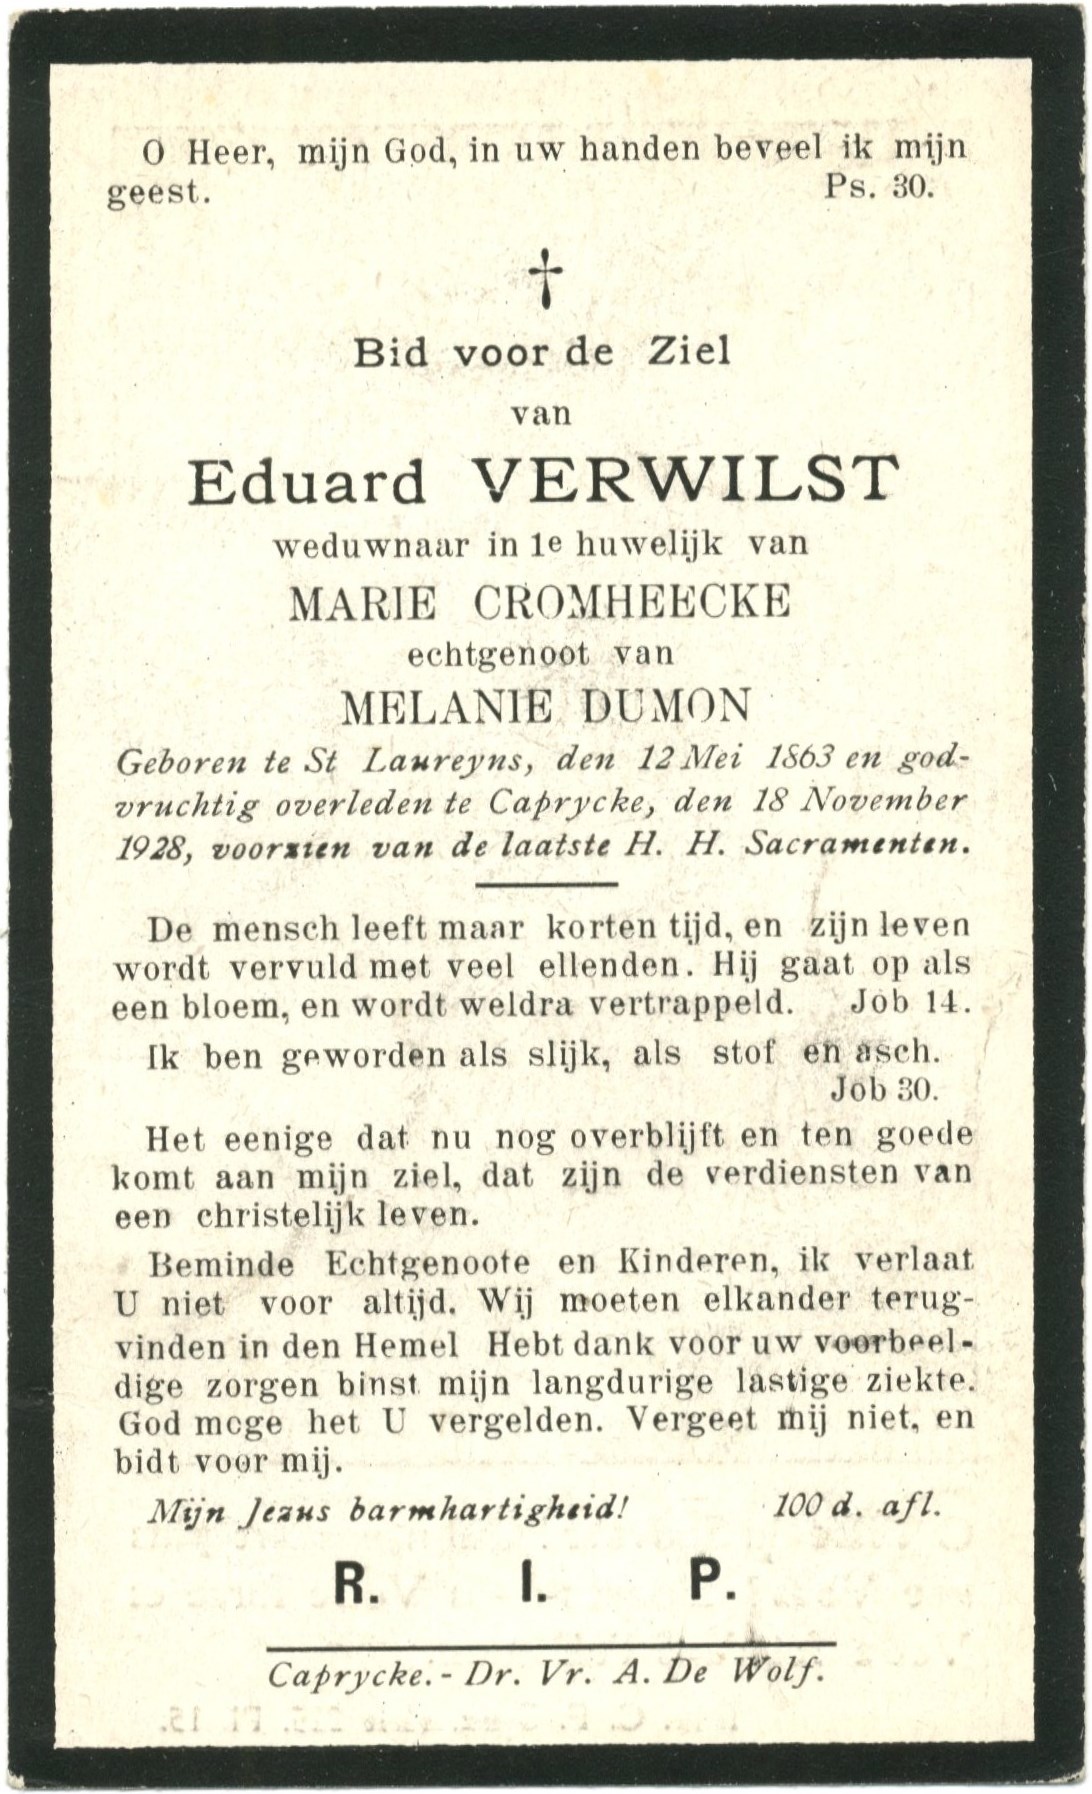 O Heer, mijn God, in uw handen beveel ik mijn
geest. Ps. 30.
†
Bid voor de Ziel
van
Eduard VERWILST
weduwnaar in 1e huwelijk van
MARIE CROMHEECKE
echtgenoot van
MELANIE DUMON
Geboren te St Laureyns, den 12 Mei 1863 en god-
vruchtig overleden te Caprycke, den 18 November
1928, voorzien van de laatste H. H. Sacramenten.
De mensch leeft maar korten tijd, en zijn leven
wordt vervuld met veel ellenden. Hij gaat op als
een bloem, en wordt weldra vertrappeld. Job 14.
Ik ben geworden als slijk, als stof en asch.
Job 30.
Het eenige dat nu nog overblijft en ten goede
komt aan mijn ziel, dat zijn de verdiensten van
een christelijk leven.
Beminde Echtgenoote en Kinderen, ik verlaat
U niet voor altijd. Wij moeten elkander terug-
vinden in den Hemel Hebt dank voor uw voorbeel-
dige zorgen binst mijn langdurige lastige ziekte.
God moge het U vergelden. Vergeet mij niet, en
bidt voor mij.
Mijn Jezus barmhartigheid! 100 d. afl.
R. I. P.
Caprycke.- Dr. Vr. A. De Wolf.